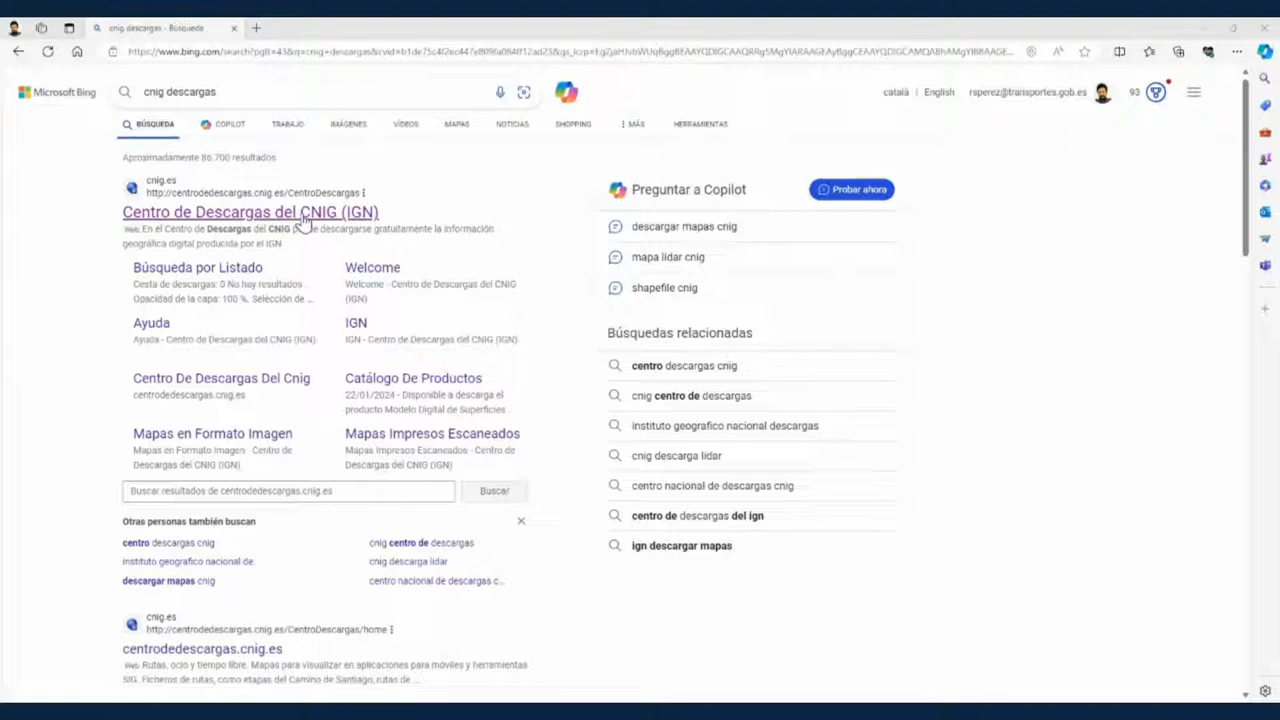 cnig descargas - Búsqueda
Microsoft Bing
cnig descargas
català | English
rsperez@transportes.gob.es
93
BÚSQUEDA
COPILOT
TRABAJO
IMÁGENES
VÍDEOS
MAPAS
NOTICIAS
SHOPPING
MÁS
HERRAMIENTAS
Aproximadamente 86.700 resultados
cnig.es
http://centrodedescargas.cnig.es/CentroDescargas
Centro de Descargas del CNIG (IGN)
Web En el Centro de Descargas del CNIG descargarse gratuitamente la información
geográfica digital producida por el IGN
Búsqueda por Listado
Cesta de descargas: 0 No hay resultados
Opacidad de la capa: 100 %. Selección de ...
Welcome
Welcome - Centro de Descargas del CNIG
(IGN)
Ayuda
Ayuda - Centro de Descargas del CNIG (IGN).
IGN
IGN - Centro de Descargas del CNIG (IGN)
Centro De Descargas Del Cnig
centrodedescargas.cnig.es
Catálogo De Productos
22/01/2024 - Disponible a descarga el
producto Modelo Digital de Superficies
Mapas en Formato Imagen
Mapas en Formato Imagen - Centro de
Descargas del CNIG (IGN)
Mapas Impresos Escaneados
Mapas Impresos Escaneados - Centro de
Descargas del CNIG (IGN)
Buscar resultados de centrodedescargas.cnig.es
Buscar
Otras personas también buscan
centro descargas cnig
cnig centro de descargas
instituto geografico nacional de.
cnig descarga lidar
descargar mapas cnig
centro nacional de descargas c...
cnig.es
http://centrodedescargas.cnig.es/CentroDescargas/home
centrodedescargas.cnig.es
Web Rutas, ocio y tiempo libre. Mapas para visualizar en aplicaciones para móviles y herramientas
SIG. Ficheros de rutas, como etapas del Camino de Santiago, rutas de ...
Preguntar a Copilot
Probar ahora
descargar mapas cnig
mapa lidar cnig
shapefile cnig
Búsquedas relacionadas
centro descargas cnig
cnig centro de descargas
instituto geografico nacional descargas
cnig descarga lidar
centro nacional de descargas cnig
centro de descargas del ign
ign descargar mapas